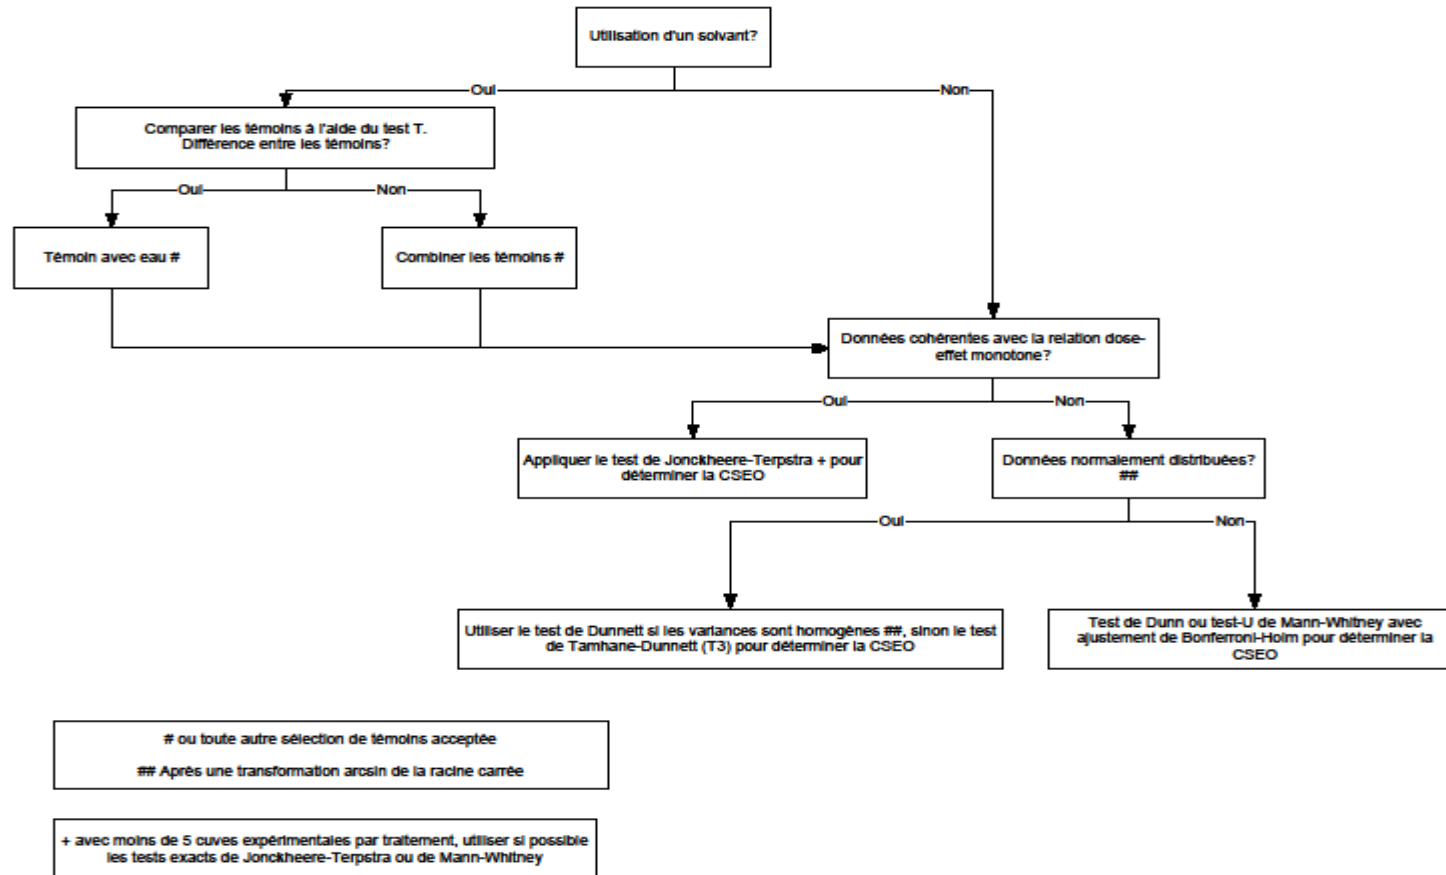 Utilisation d'un solvant?
Oui
Non
Comparer les témoins à l'aide du test T.
Différence entre les témoins?
Oui
Non
Témoin avec eau #
Combiner les témoins #
Données cohérentes avec la relation dose-
effet monotone?
Oui
Non
Appliquer le test de Jonckheere-Terpstra + pour
déterminer la CSEO
Données normalement distribuées?
##
Oui
Non
Utiliser le test de Dunnett si les variances sont homogènes ##, sinon le test
de Tamhane-Dunnett (T3) pour déterminer la CSEO
Test de Dunn ou test-U de Mann-Whitney avec
ajustement de Bonferroni-Holm pour déterminer la
CSEO
# ou toute autre sélection de témoins acceptée
## Après une transformation arcsin de la racine carrée
+ avec moins de 5 cuves expérimentales par traitement, utiliser si possible
les tests exacts de Jonckheere-Terpstra ou de Mann-Whitney